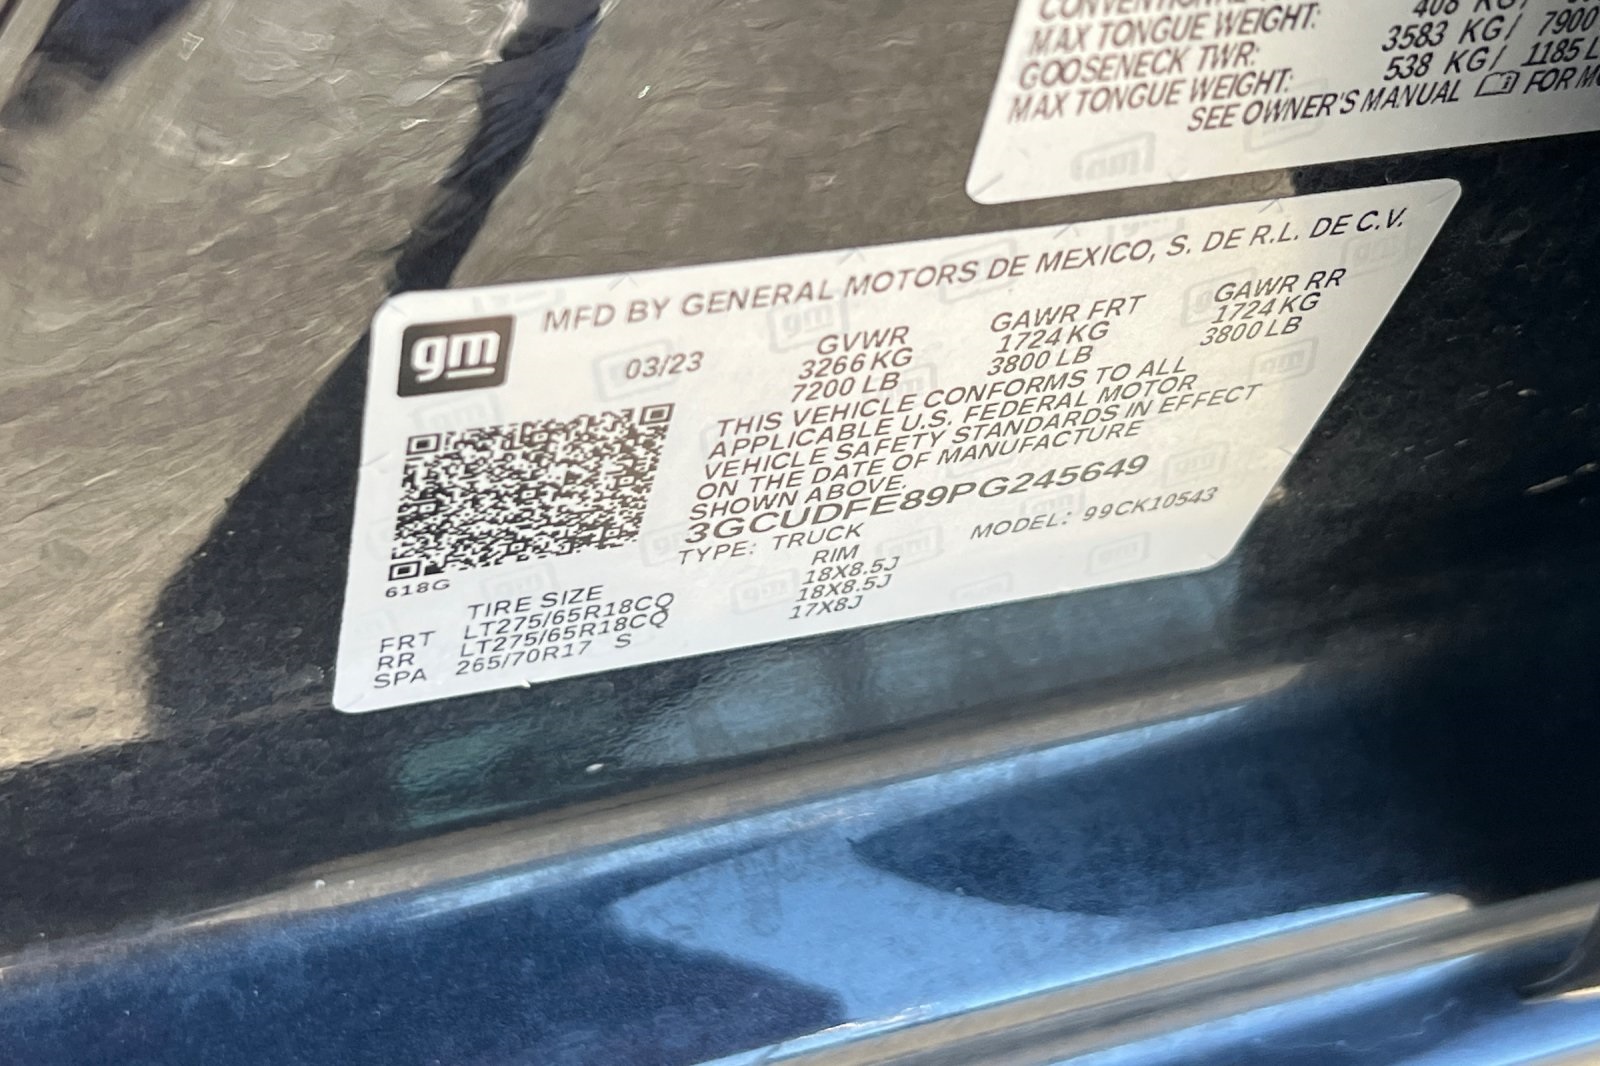 MAX TONGUE WEIGHT: 408 KG/
GOOSENECK TWR: 3583 KG/ 7900
MAX TONGUE WEIGHT: 538 KG/ 1185 L
SEE OWNER'S MANUAL FOR MO
gm
MFD BY GENERAL MOTORS DE MEXICO, S. DE R.L. DE C.V.
03/23 GVWR GAWR FRT GAWR RR
3266 KG 1724 KG 1724 KG
7200 LB 3800 LB 3800 LB
THIS VEHICLE CONFORMS TO ALL
APPLICABLE U.S. FEDERAL MOTOR
VEHICLE SAFETY STANDARDS IN EFFECT
ON THE DATE OF MANUFACTURE
SHOWN ABOVE.
3GCUDFE89PG245649
TYPE: TRUCK MODEL: 99CK10543
618G
TIRE SIZE RIM
FRT LT275/65R18CQ 18X8.5J
RR LT275/65R18CQ 18X8.5J
SPA 265/70R17 S 17X8J